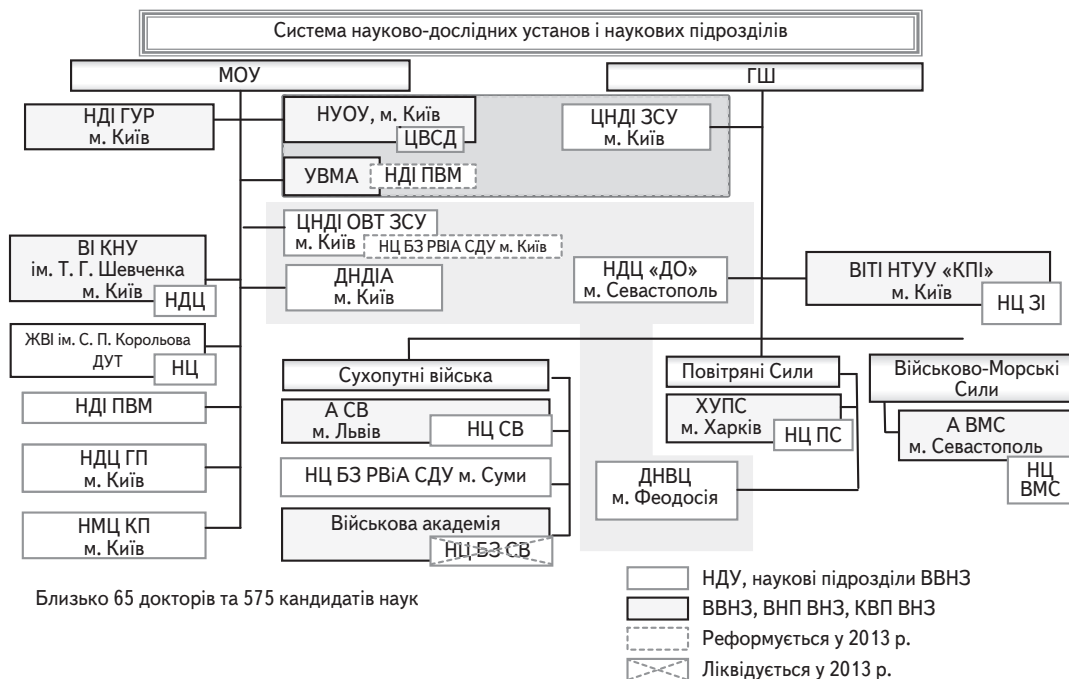 Система науково-дослідних установ і наукових підрозділів
МОУ
ГШ
НДІ ГУР
м. Київ
НУОУ, м. Київ
ЦВСД
ЦНДІ ЗСУ
м. Київ
УВМА
НДІ ПВМ
ЦНДІ ОВТ ЗСУ
м. Київ
НЦ БЗ РВІА СДУ м. Київ
ВІ КНУ
ім. Т. Г. Шевченка
м. Київ
НДЦ
ДНДІА
м. Київ
НДЦ «ДО»
м. Севастополь
ВІТІ НТУУ «КПІ»
м. Київ
НЦ ЗІ
ЖВІ ім. С. П. Корольова
ДУТ
НЦ
Сухопутні війська
Повітряні Сили
Військово-Морські
Сили
НДІ ПВМ
А СВ
м. Львів
НЦ СВ
ХУПС
м. Харків
НЦ ПС
А ВМС
м. Севастополь
НЦ
ВМС
НДЦ ГП
м. Київ
НЦ БЗ РВіА СДУ м. Суми
ДНВЦ
м. Феодосія
НМЦ КП
м. Київ
Військова академія
НЦ БЗ СВ
Близько 65 докторів та 575 кандидатів наук
НДУ, наукові підрозділи ВВНЗ
ВВНЗ, ВНП ВНЗ, КВП ВНЗ
Реформується у 2013 р.
Ліквідується у 2013 р.